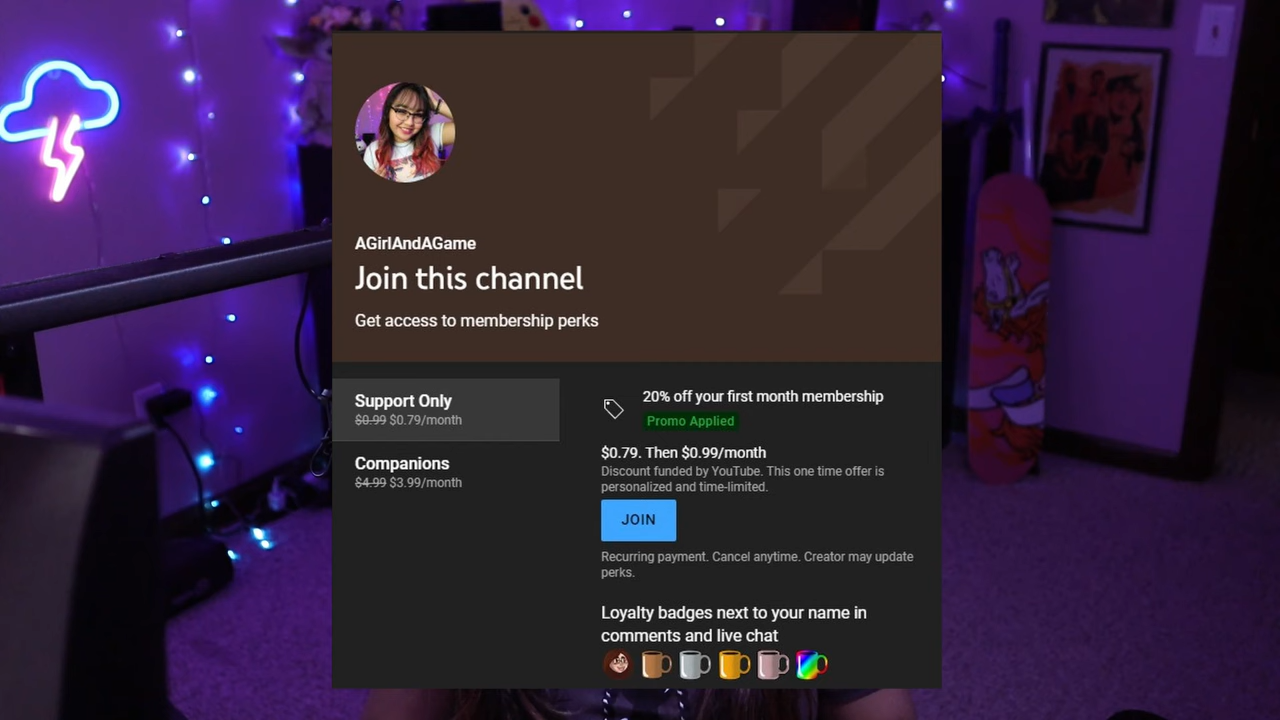 AGirlAndAGame
Join this channel
Get access to membership perks
Support Only
$0.99 $0.79/month
Companions
$4.99 $3.99/month
20% off your first month membership
Promo Applied
$0.79. Then $0.99/month
Discount funded by YouTube. This one time offer is
personalized and time-limited.
JOIN
Recurring payment. Cancel anytime. Creator may update
perks.
Loyalty badges next to your name in
comments and live chat